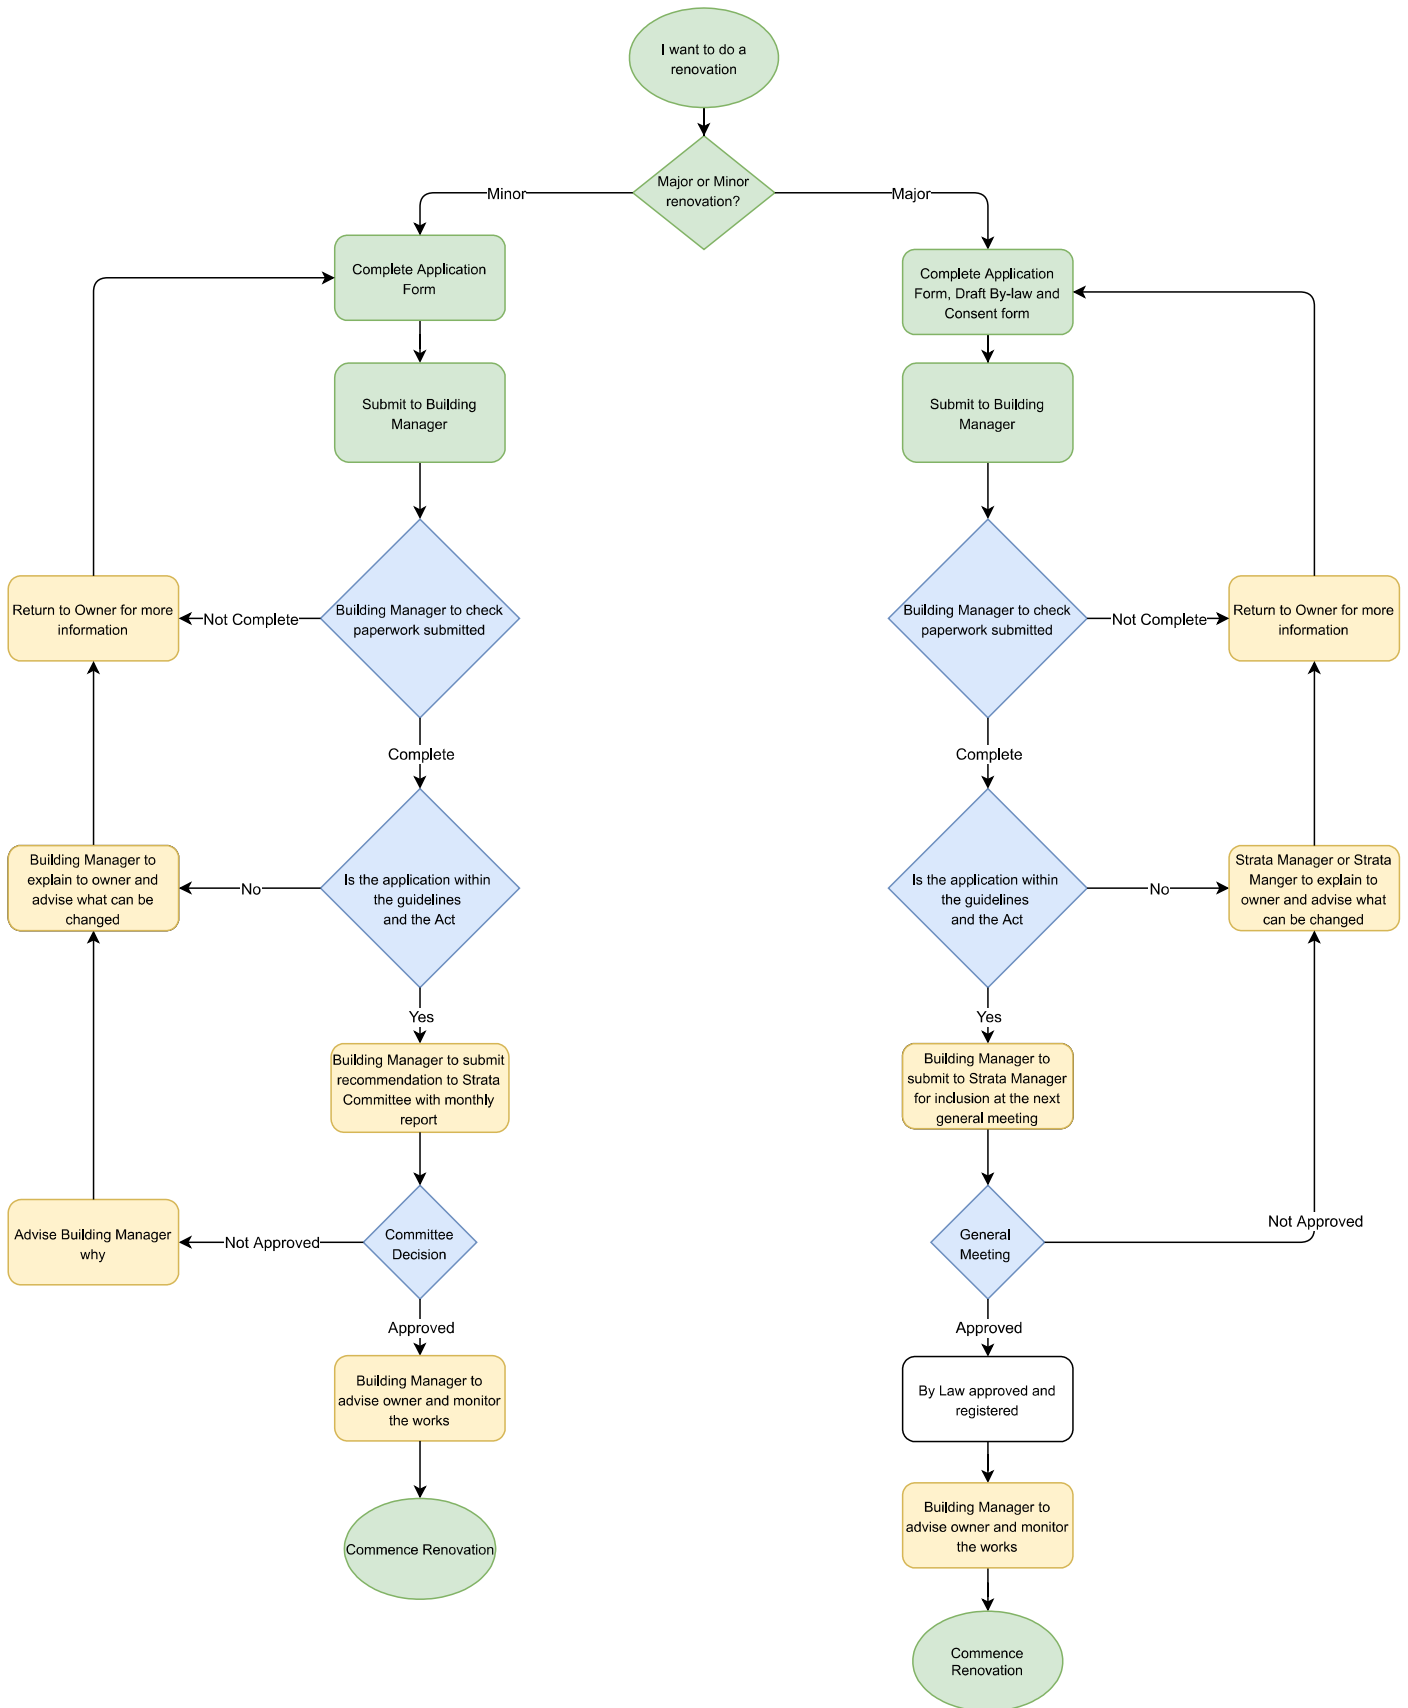 I want to do a
renovation
Major or Minor
renovation?
Minor
Major
Complete Application
Form
Complete Application
Form, Draft By-law and
Consent form
Submit to Building
Manager
Submit to Building
Manager
Return to Owner for more
information
Not Complete
Building Manager to check
paperwork submitted
Building Manager to check
paperwork submitted
Not Complete
Return to Owner for more
information
Complete
Complete
Building Manager to
explain to owner and
advise what can be
changed
No
Is the application within
the guidelines
and the Act
Is the application within
the guidelines
and the Act
No
Strata Manager or Strata
Manger to explain to
owner and advise what
can be changed
Yes
Yes
Building Manager to submit
recommendation to Strata
Committee with monthly
report
Building Manager to
submit to Strata Manager
for inclusion at the next
general meeting
Advise Building Manager
why
Not Approved
Committee
Decision
General
Meeting
Not Approved
Approved
Approved
Building Manager to
advise owner and monitor
the works
By Law approved and
registered
Commence Renovation
Building Manager to
advise owner and monitor
the works
Commence
Renovation